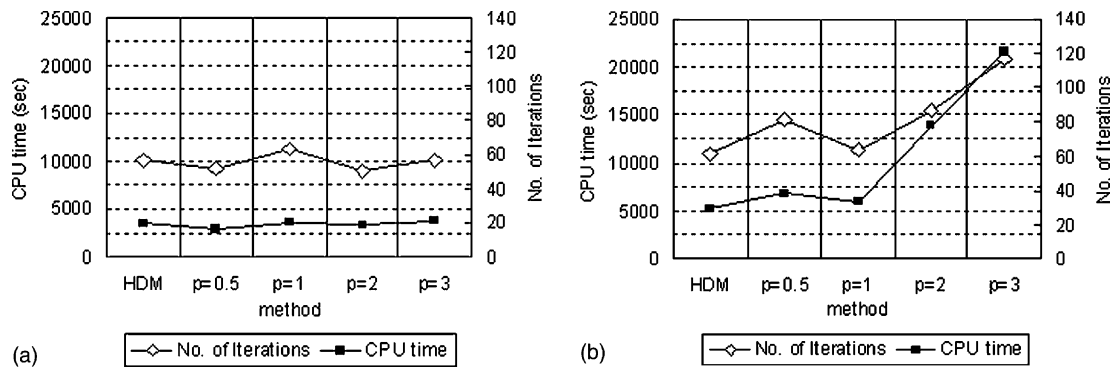 25000
20000
15000
10000
5000
0
CPU time (sec)
140
120
100
80
60
40
20
0
No. of Iterations
HDM p=0.5 p=1 p=2 p=3
method
No. of Iterations CPU time
(a)
25000
20000
15000
10000
5000
0
CPU time (sec)
140
120
100
80
60
40
20
0
No. of Iterations
HDM p=0.5 p=1 p=2 p=3
method
No. of Iterations CPU time
(b)